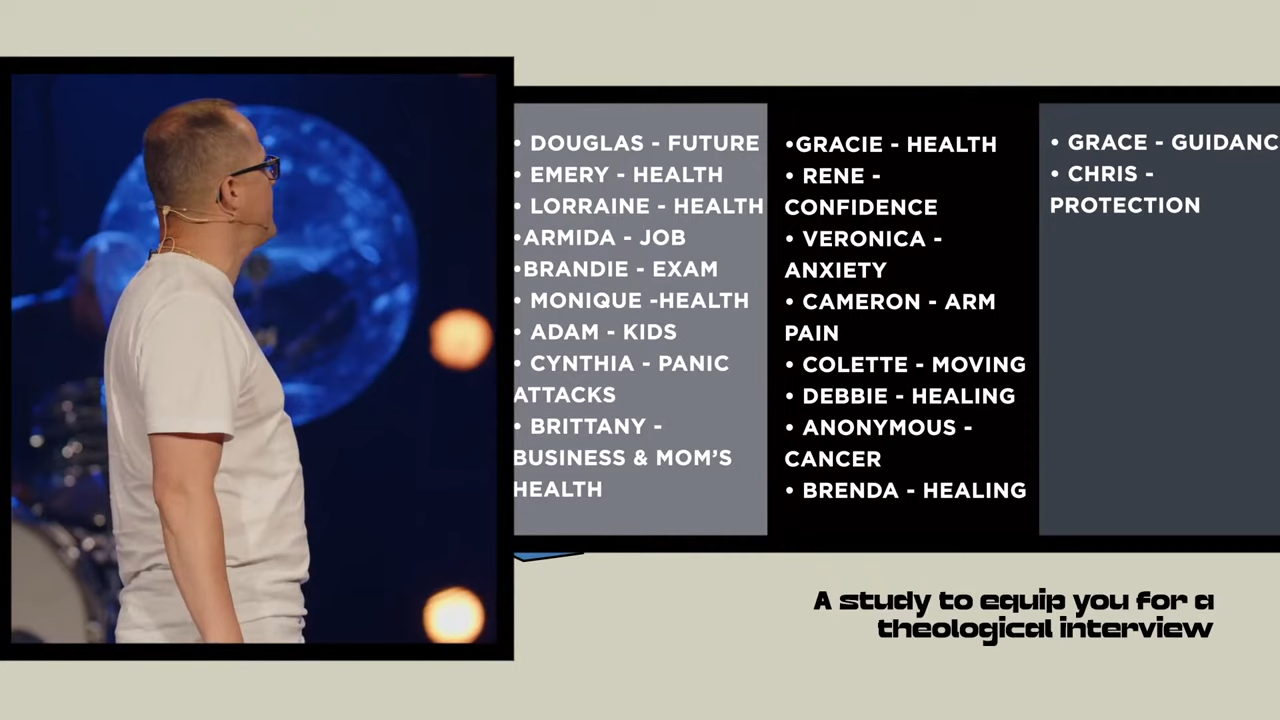 • DOUGLAS - FUTURE
• EMERY - HEALTH
• LORRAINE - HEALTH
•ARMIDA - JOB
•BRANDIE - EXAM
• MONIQUE -HEALTH
• ADAM - KIDS
• CYNTHIA - PANIC
ATTACKS
• BRITTANY -
BUSINESS & MOM'S
HEALTH
•GRACIE - HEALTH
• RENE -
CONFIDENCE
• VERONICA -
ANXIETY
• CAMERON - ARM
PAIN
• COLETTE - MOVING
• DEBBIE - HEALING
• ANONYMOUS -
CANCER
• BRENDA - HEALING
• GRACE - GUIDANC
• CHRIS -
PROTECTION
A study to equip you for a
theological interview